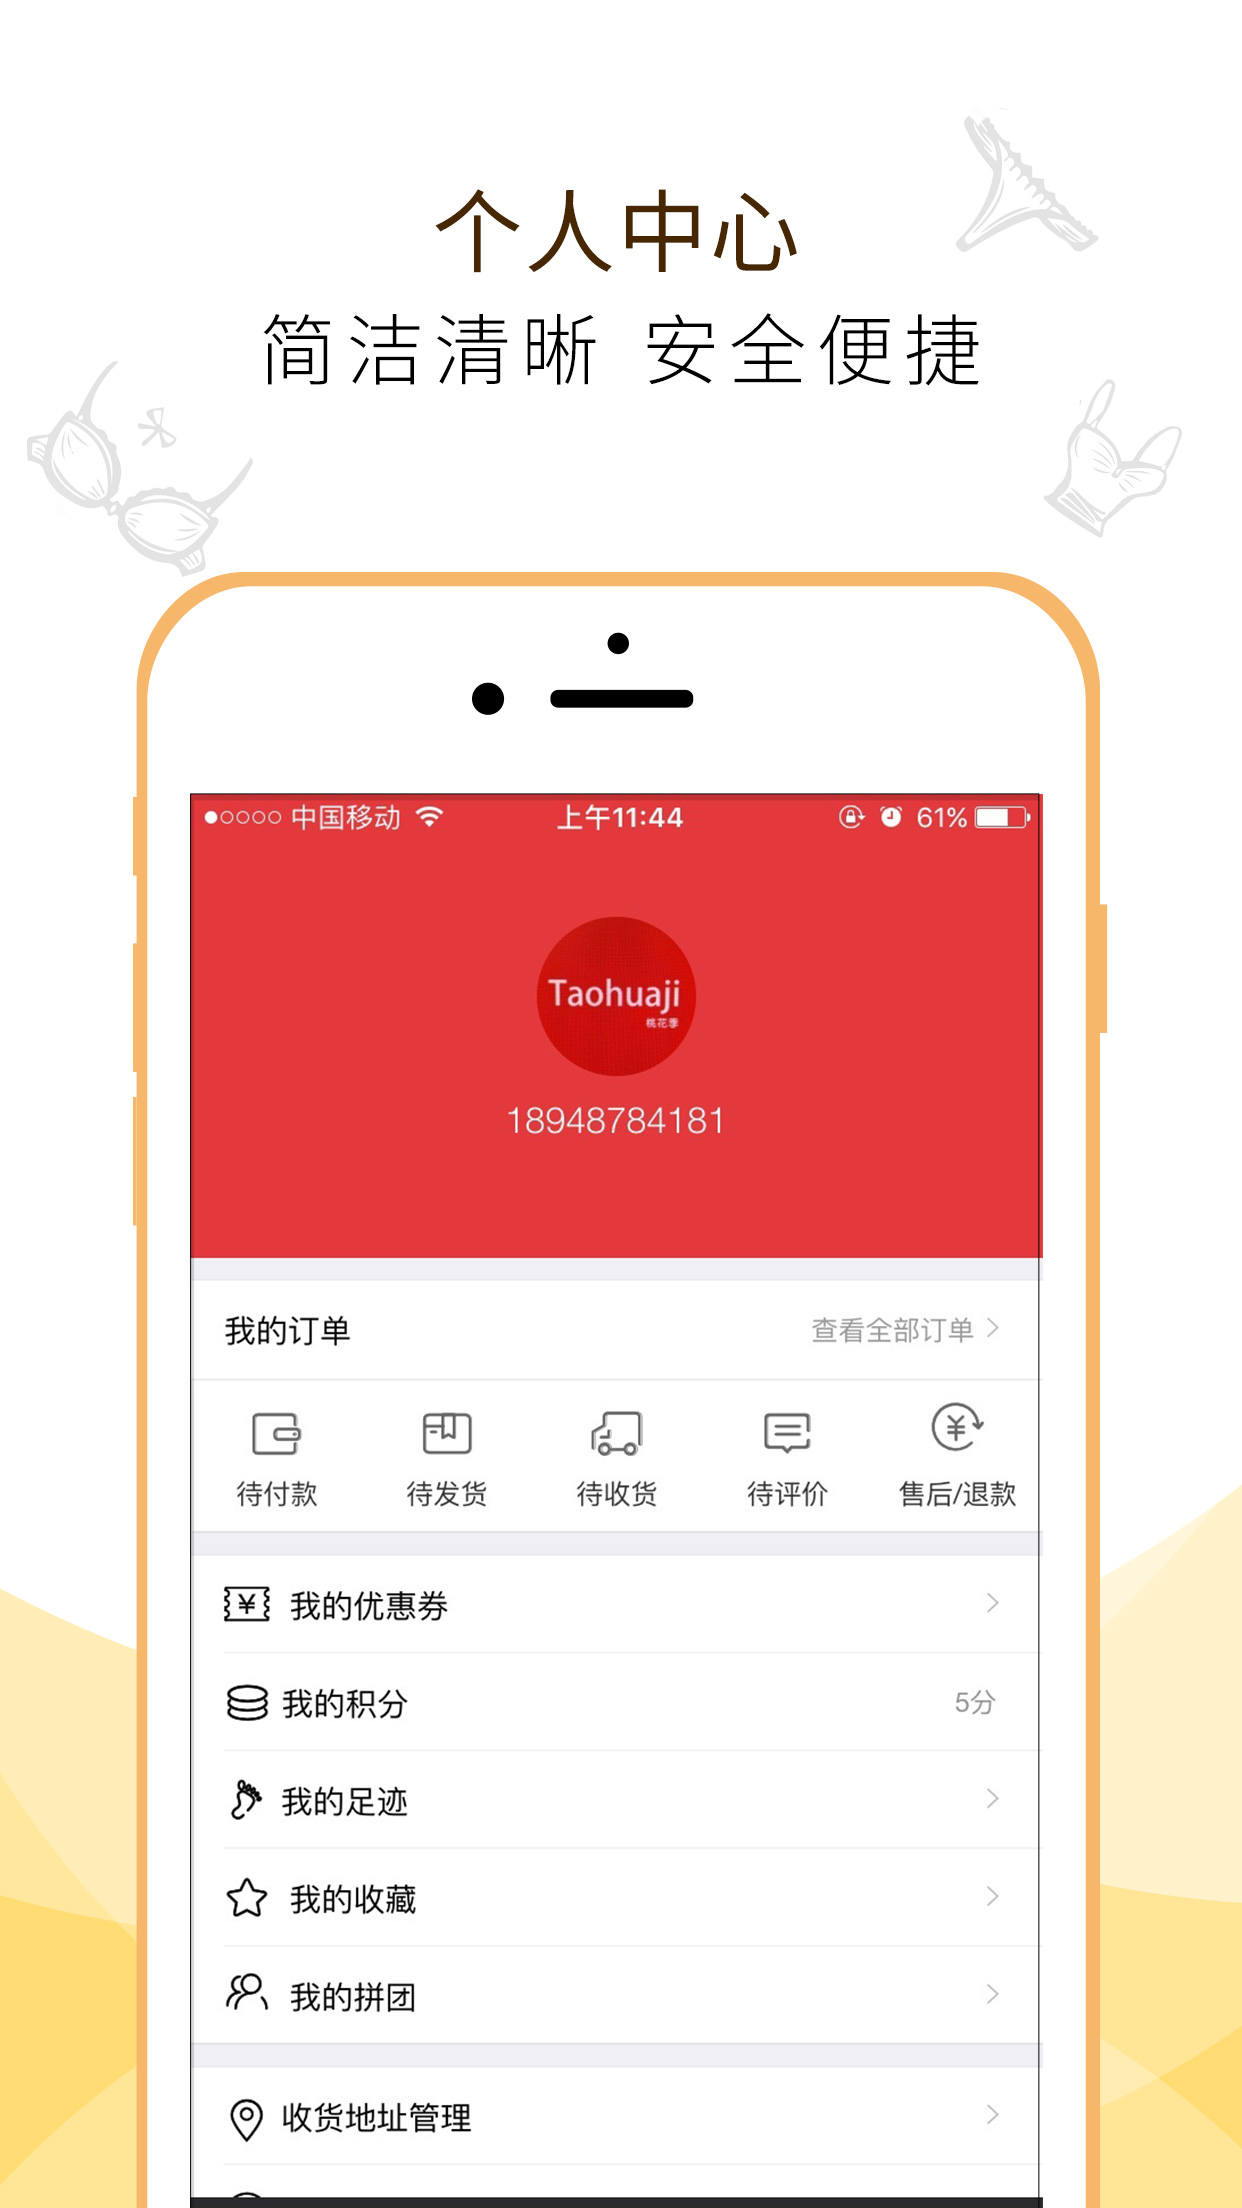 个人中心
简洁清晰 安全便捷
中国移动 上午11:44 61%
Taohuaji
桃花季
18948784181
我的订单 查看全部订单
待付款 待发货 待收货 待评价 售后/退款
我的优惠券
我的积分 5分
我的足迹
我的收藏
我的拼团
收货地址管理